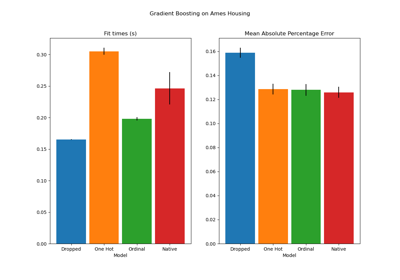 Gradient Boosting on Ames Housing
Fit times (s)
0.30
0.25
0.20
0.15
0.10
0.05
0.00
Dropped One Hot Ordinal Native
Model
Mean Absolute Percentage Error
0.16
0.14
0.12
0.10
0.08
0.06
0.04
0.02
0.00
Dropped One Hot Ordinal Native
Model